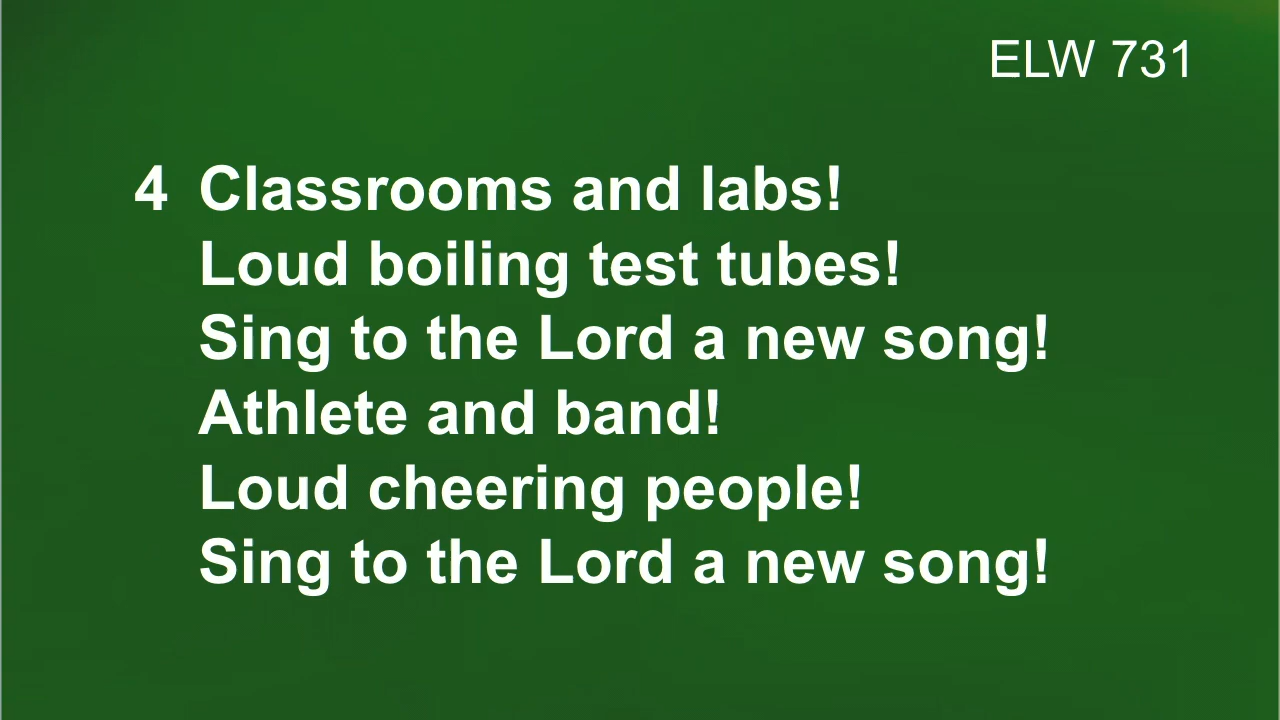 ELW 731
4 Classrooms and labs!
Loud boiling test tubes!
Sing to the Lord a new song!
Athlete and band!
Loud cheering people!
Sing to the Lord a new song!